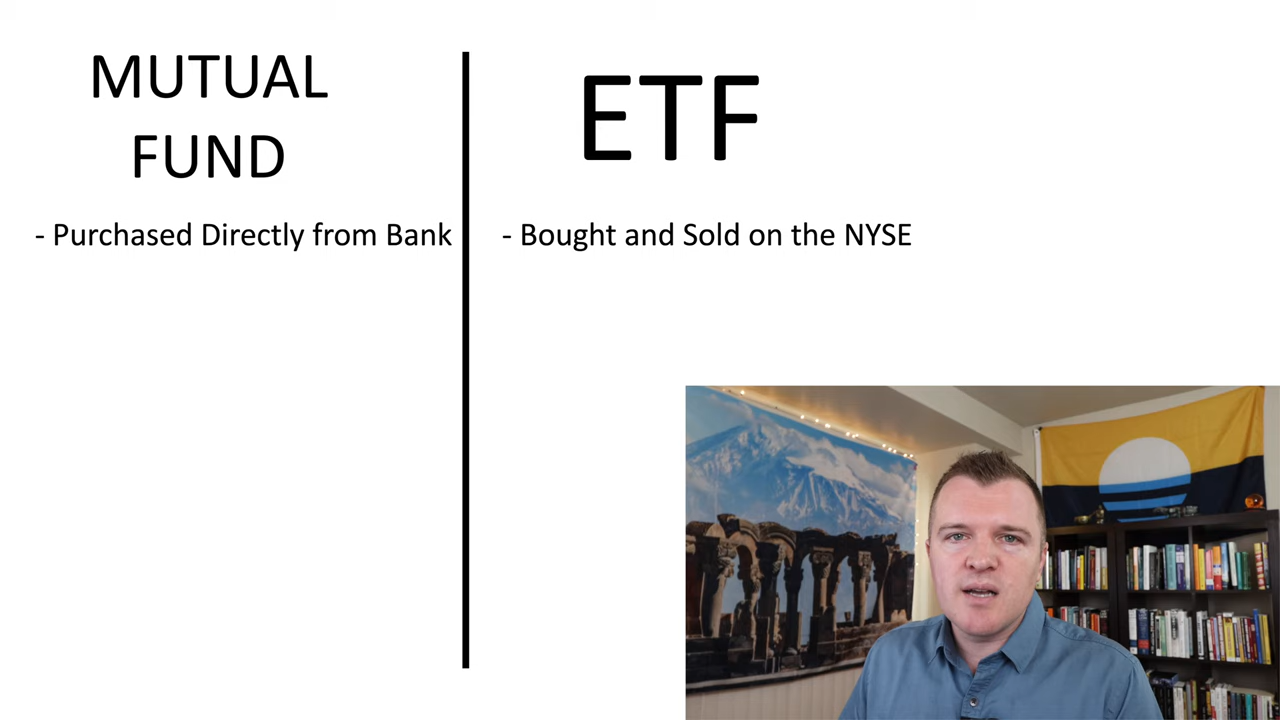 MUTUAL
FUND
- Purchased Directly from Bank
ETF
- Bought and Sold on the NYSE